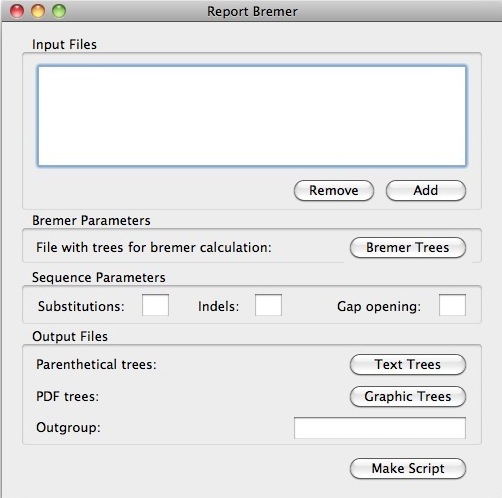 Report Bremer
Input Files
Remove Add
Bremer Parameters
File with trees for bremer calculation: Bremer Trees
Sequence Parameters
Substitutions: Indels: Gap opening:
Output Files
Parenthetical trees: Text Trees
PDF trees: Graphic Trees
Outgroup:
Make Script